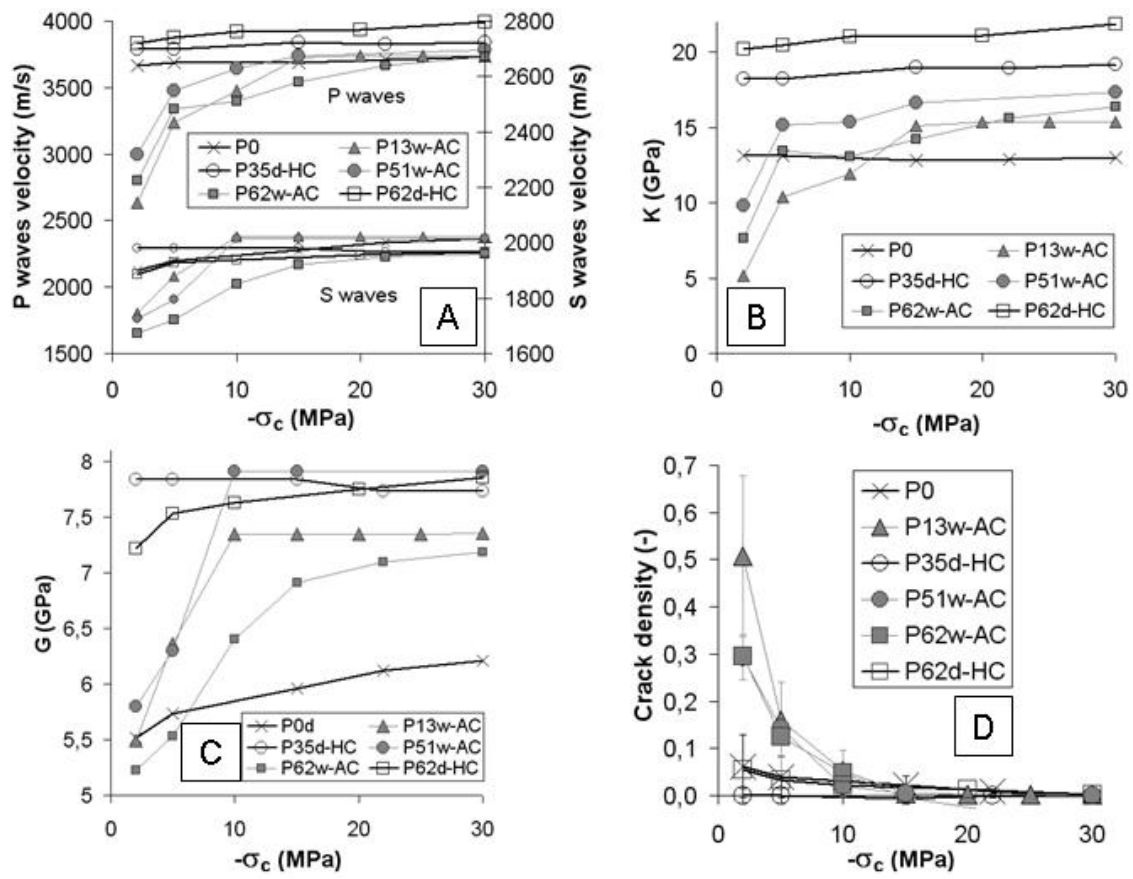 P waves velocity (m/s)
4000
3500
3000
2500
2000
1500
P waves
P0
P13w-AC
P35d-HC
P51w-AC
P62w-AC
P62d-HC
S waves
A
0
10
20
30
-σc (MPa)
2800
2600
2400
2200
2000
1800
1600
S waves velocity (m/s)
K (GPa)
20
15
10
5
0
P0
P13w-AC
P35d-HC
P51w-AC
P62w-AC
P62d-HC
B
0
10
20
30
-σc (MPa)
G (GPa)
8
7,5
7
6,5
6
5,5
5
C
P0d
P13w-AC
P35d-HC
P51w-AC
P62w-AC
P62d-HC
0
10
20
30
-σc (MPa)
Crack density (-)
0,7
0,6
0,5
0,4
0,3
0,2
0,1
0,0
P0
P13w-AC
P35d-HC
P51w-AC
P62w-AC
P62d-HC
D
0
10
20
30
-σc (MPa)